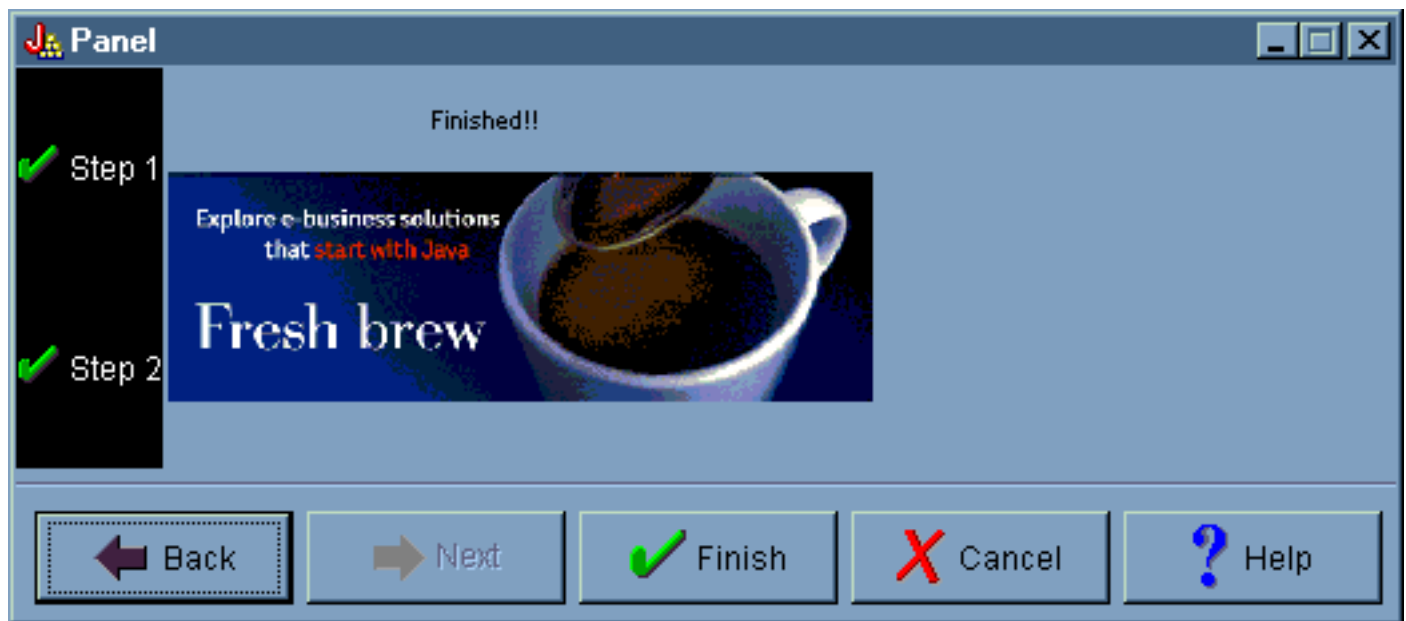 Panel
Finished!!
Step 1
Explore e-business solutions
that start with Java
Fresh brew
Step 2
Back
Next
Finish
Cancel
Help